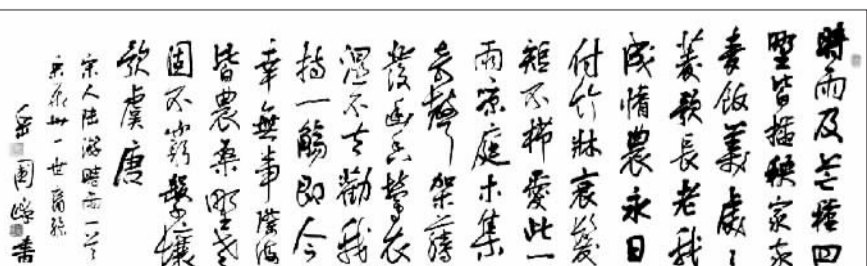 時雨及芒種四
埜皆插秧家家
麥飯美處々
菱歌長老我
成惰農永日
付竹牀衰髮
短不櫛愛此一
雨涼庭木集
奇聲架藤
發幽香鶯衣
濕不去勸我
持一觴即今
幸無事際海
皆農桑野老
固不窮擊壤
歌虞唐
宋人陸游時雨一首
書